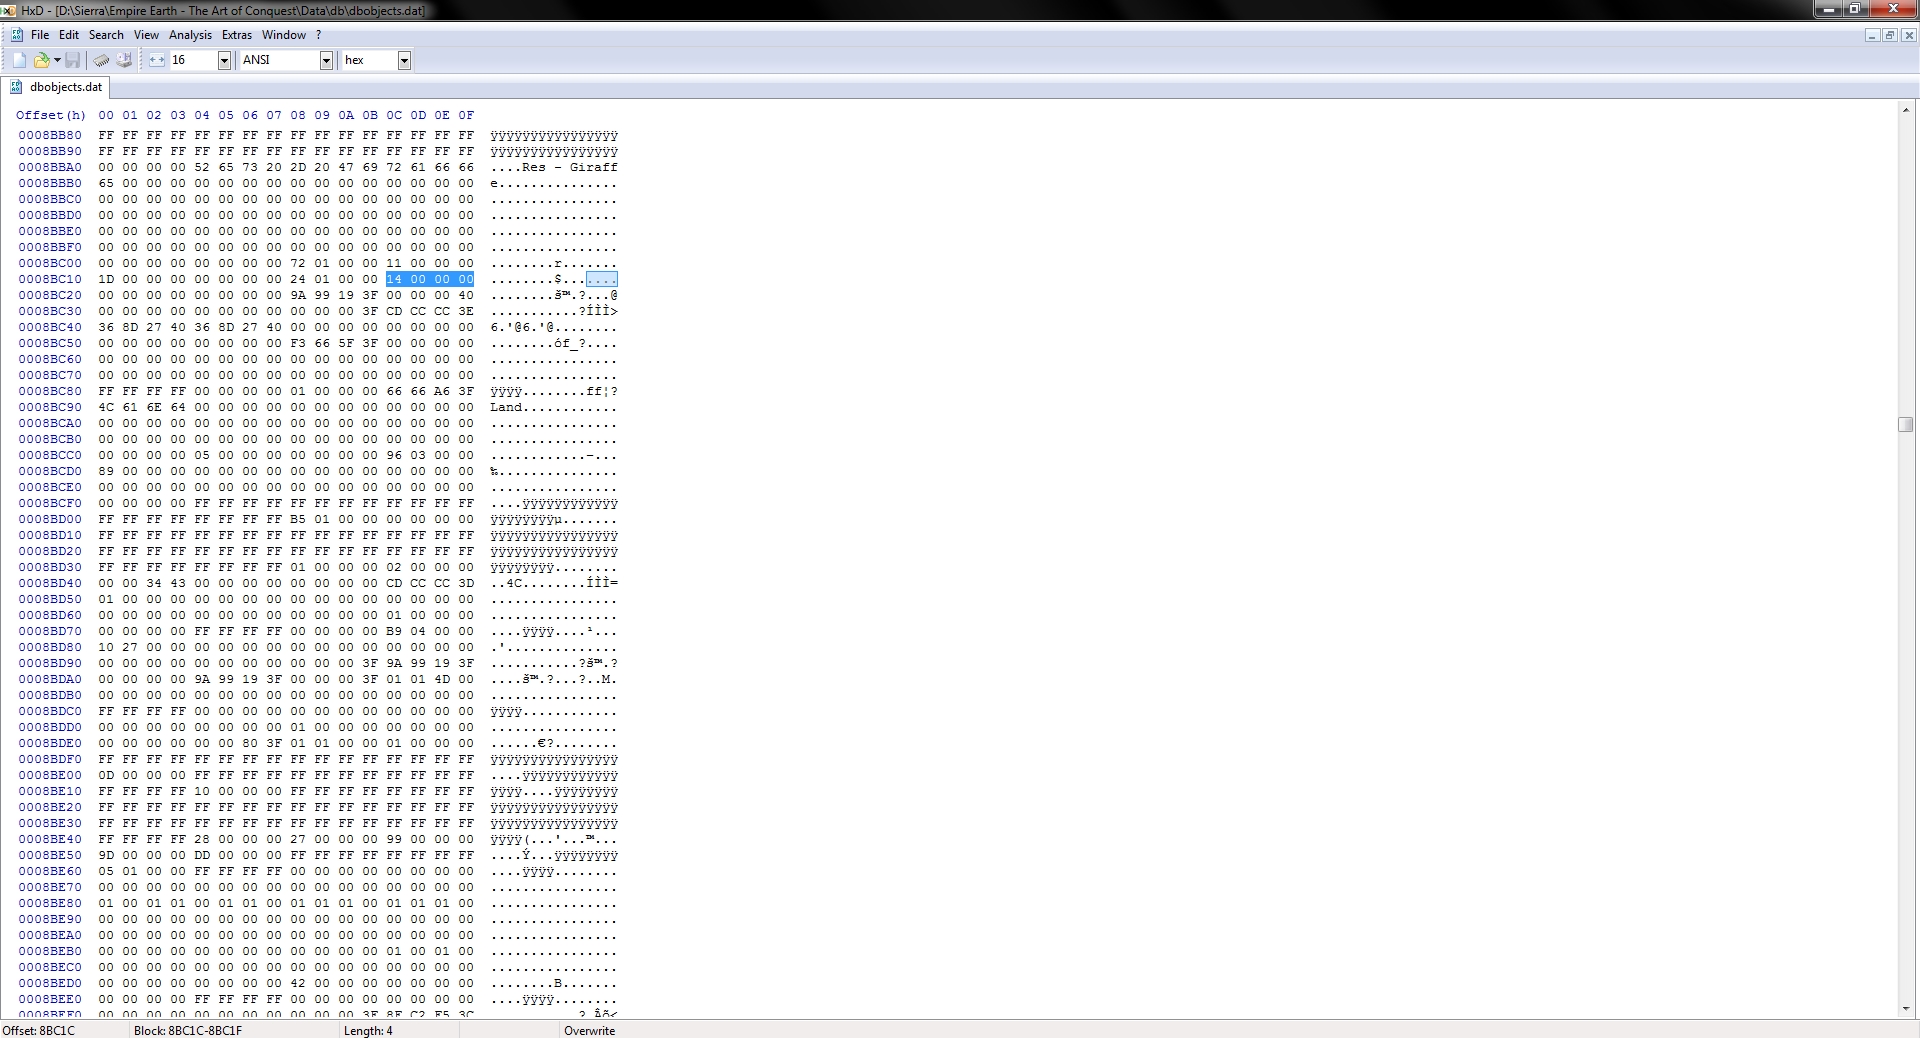 HxD - [D:\Sierra\Empire Earth - The Art of Conquest\Data\db\dbobjects.dat]
File Edit Search View Analysis Extras Window ?
16 ANSI hex
dbobjects.dat
Offset(h) 00 01 02 03 04 05 06 07 08 09 0A 0B 0C 0D 0E 0F
0008BB80 FF FF FF FF FF FF FF FF FF FF FF FF FF FF FF FF ÿÿÿÿÿÿÿÿÿÿÿÿÿÿÿÿ
0008BB90 FF FF FF FF FF FF FF FF FF FF FF FF FF FF FF FF ÿÿÿÿÿÿÿÿÿÿÿÿÿÿÿÿ
0008BBA0 00 00 00 00 52 65 73 20 2D 20 47 69 72 61 66 66 ....Res - Giraff
0008BBB0 65 00 00 00 00 00 00 00 00 00 00 00 00 00 00 00 e...............
0008BBC0 00 00 00 00 00 00 00 00 00 00 00 00 00 00 00 00 ................
0008BBD0 00 00 00 00 00 00 00 00 00 00 00 00 00 00 00 00 ................
0008BBE0 00 00 00 00 00 00 00 00 00 00 00 00 00 00 00 00 ................
0008BBF0 00 00 00 00 00 00 00 00 00 00 00 00 00 00 00 00 ................
0008BC00 00 00 00 00 00 00 00 00 72 01 00 00 11 00 00 00 ........r.......
0008BC10 1D 00 00 00 00 00 00 00 24 01 00 00 14 00 00 00 ........$.......
0008BC20 00 00 00 00 00 00 00 00 9A 99 19 3F 00 00 00 40 ........š™.?...@
0008BC30 00 00 00 00 00 00 00 00 00 00 00 3F CD CC CC 3E ...........?ÍÌÌ>
0008BC40 36 8D 27 40 36 8D 27 40 00 00 00 00 00 00 00 00 6.'@6.'@........
0008BC50 00 00 00 00 00 00 00 00 F3 66 5F 3F 00 00 00 00 ........óf_?....
0008BC60 00 00 00 00 00 00 00 00 00 00 00 00 00 00 00 00 ................
0008BC70 00 00 00 00 00 00 00 00 00 00 00 00 00 00 00 00 ................
0008BC80 FF FF FF FF 00 00 00 00 01 00 00 00 66 66 A6 3F ÿÿÿÿ........ff¦?
0008BC90 4C 61 6E 64 00 00 00 00 00 00 00 00 00 00 00 00 Land............
0008BCA0 00 00 00 00 00 00 00 00 00 00 00 00 00 00 00 00 ................
0008BCB0 00 00 00 00 00 00 00 00 00 00 00 00 00 00 00 00 ................
0008BCC0 00 00 00 00 05 00 00 00 00 00 00 00 96 03 00 00 ............–...
0008BCD0 89 00 00 00 00 00 00 00 00 00 00 00 00 00 00 00 ‰...............
0008BCE0 00 00 00 00 00 00 00 00 00 00 00 00 00 00 00 00 ................
0008BCF0 00 00 00 00 FF FF FF FF FF FF FF FF FF FF FF FF ....ÿÿÿÿÿÿÿÿÿÿÿÿ
0008BD00 FF FF FF FF FF FF FF FF B5 01 00 00 00 00 00 00 ÿÿÿÿÿÿÿÿµ.......
0008BD10 FF FF FF FF FF FF FF FF FF FF FF FF FF FF FF FF ÿÿÿÿÿÿÿÿÿÿÿÿÿÿÿÿ
0008BD20 FF FF FF FF FF FF FF FF FF FF FF FF FF FF FF FF ÿÿÿÿÿÿÿÿÿÿÿÿÿÿÿÿ
0008BD30 FF FF FF FF FF FF FF FF 01 00 00 00 02 00 00 00 ÿÿÿÿÿÿÿÿ........
0008BD40 00 00 34 43 00 00 00 00 00 00 00 00 CD CC CC 3D ..4C........ÍÌÌ=
0008BD50 01 00 00 00 00 00 00 00 00 00 00 00 00 00 00 00 ................
0008BD60 00 00 00 00 00 00 00 00 00 00 00 00 01 00 00 00 ................
0008BD70 00 00 00 00 FF FF FF FF 00 00 00 00 B9 04 00 00 ....ÿÿÿÿ....¹...
0008BD80 10 27 00 00 00 00 00 00 00 00 00 00 00 00 00 00 .'..............
0008BD90 00 00 00 00 00 00 00 00 00 00 00 3F 9A 99 19 3F ...........?š™.?
0008BDA0 00 00 00 00 9A 99 19 3F 00 00 00 3F 01 01 4D 00 ....š™.?...?..M.
0008BDB0 00 00 00 00 00 00 00 00 00 00 00 00 00 00 00 00 ................
0008BDC0 FF FF FF FF 00 00 00 00 00 00 00 00 00 00 00 00 ÿÿÿÿ............
0008BDD0 00 00 00 00 00 00 00 00 01 00 00 00 00 00 00 00 ................
0008BDE0 00 00 00 00 00 00 80 3F 01 01 00 00 01 00 00 00 ......€?........
0008BDF0 FF FF FF FF FF FF FF FF FF FF FF FF FF FF FF FF ÿÿÿÿÿÿÿÿÿÿÿÿÿÿÿÿ
0008BE00 0D 00 00 00 FF FF FF FF FF FF FF FF FF FF FF FF ....ÿÿÿÿÿÿÿÿÿÿÿÿ
0008BE10 FF FF FF FF 10 00 00 00 FF FF FF FF FF FF FF FF ÿÿÿÿ....ÿÿÿÿÿÿÿÿ
0008BE20 FF FF FF FF FF FF FF FF FF FF FF FF FF FF FF FF ÿÿÿÿÿÿÿÿÿÿÿÿÿÿÿÿ
0008BE30 FF FF FF FF FF FF FF FF FF FF FF FF FF FF FF FF ÿÿÿÿÿÿÿÿÿÿÿÿÿÿÿÿ
0008BE40 FF FF FF FF 28 00 00 00 27 00 00 00 99 00 00 00 ÿÿÿÿ(...'...™...
0008BE50 9D 00 00 00 DD 00 00 00 FF FF FF FF FF FF FF FF ....Ý...ÿÿÿÿÿÿÿÿ
0008BE60 05 01 00 00 FF FF FF FF 00 00 00 00 00 00 00 00 ....ÿÿÿÿ........
0008BE70 00 00 00 00 00 00 00 00 00 00 00 00 00 00 00 00 ................
0008BE80 01 00 01 01 00 01 01 00 01 01 01 00 01 01 01 00 ................
0008BE90 00 00 00 00 00 00 00 00 00 00 00 00 00 00 00 00 ................
0008BEA0 00 00 00 00 00 00 00 00 00 00 00 00 00 00 00 00 ................
0008BEB0 00 00 00 00 00 00 00 00 00 00 00 00 01 00 01 00 ................
0008BEC0 00 00 00 00 00 00 00 00 00 00 00 00 00 00 00 00 ................
0008BED0 00 00 00 00 00 00 00 00 42 00 00 00 00 00 00 00 ........B.......
0008BEE0 00 00 00 00 FF FF FF FF 00 00 00 00 00 00 00 00 ....ÿÿÿÿ........
0008BEF0 00 00 00 00 00 00 00 00 00 00 00 3F 8F C2 F5 3C ...........?.Âõ<
Offset: 8BC1C Block: 8BC1C-8BC1F Length: 4 Overwrite